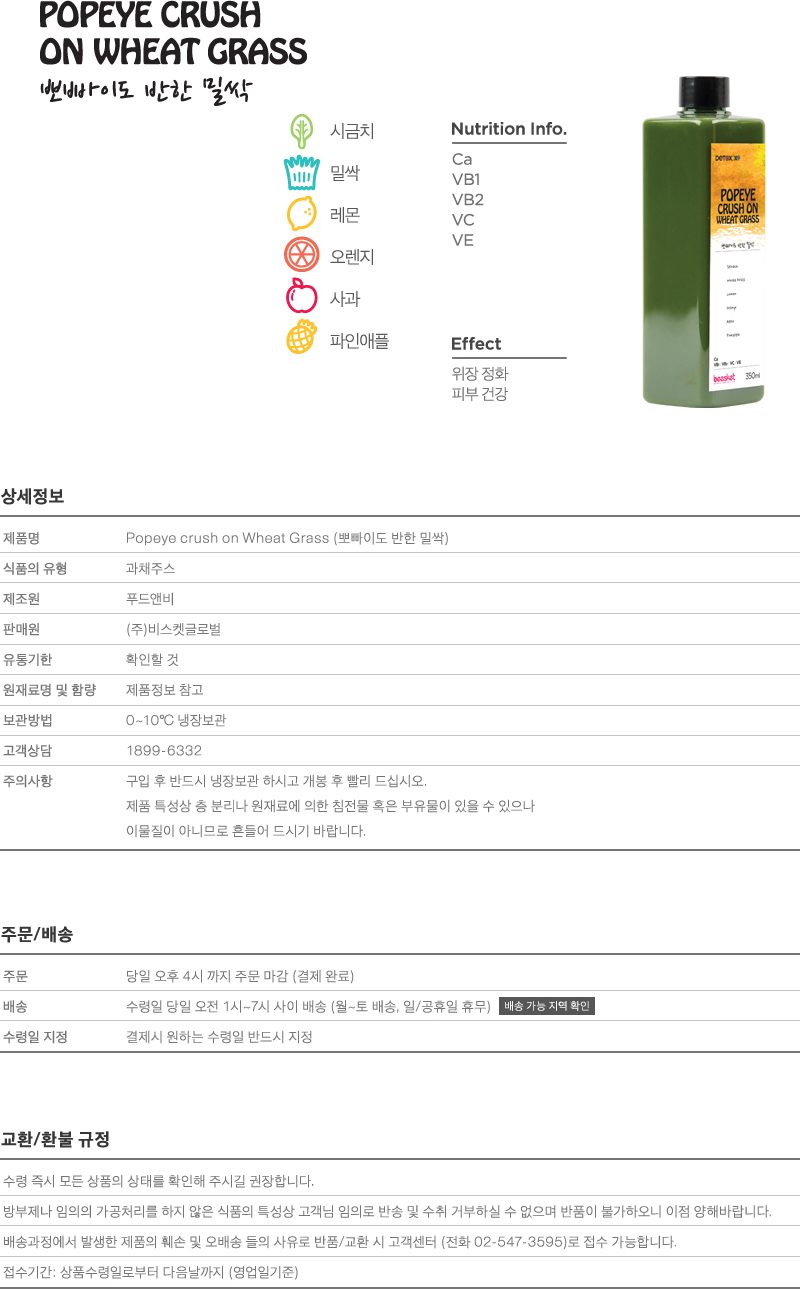 POPEYE CRUSH
ON WHEAT GRASS
뽀빠이도 반한 밀싹
시금치
밀싹
레몬
오렌지
사과
파인애플
Nutrition Info.
Ca
VB1
VB2
VC
VE
Effect
위장 정화
피부 건강
POPEYE
CRUSH ON
WHEAT GRASS
뽀빠이도 반한 밀싹
350ml
상세정보
제품명 Popeye crush on Wheat Grass (뽀빠이도 반한 밀싹)
식품의 유형 과채주스
제조원 푸드앤비
판매원 (주)비스켓글로벌
유통기한 확인할 것
원재료명 및 함량 제품정보 참고
보관방법 0~10℃ 냉장보관
고객상담 1899-6332
주의사항 구입 후 반드시 냉장보관 하시고 개봉 후 빨리 드십시오.
제품 특성상 층 분리나 원재료에 의한 침전물 혹은 부유물이 있을 수 있으나
이물질이 아니므로 흔들어 드시기 바랍니다.
주문/배송
주문 당일 오후 4시 까지 주문 마감 (결제 완료)
배송 수령일 당일 오전 1시~7시 사이 배송 (월~토 배송, 일/공휴일 휴무) 배송 가능 지역 확인
수령일 지정 결제시 원하는 수령일 반드시 지정
교환/환불 규정
수령 즉시 모든 상품의 상태를 확인해 주시길 권장합니다.
방부제나 임의의 가공처리를 하지 않은 식품의 특성상 고객님 임의로 반송 및 수취 거부하실 수 없으며 반품이 불가하오니 이점 양해바랍니다.
배송과정에서 발생한 제품의 훼손 및 오배송 들의 사유로 반품/교환 시 고객센터 (전화 02-547-3595)로 접수 가능합니다.
접수기간: 상품수령일로부터 다음날까지 (영업일기준)